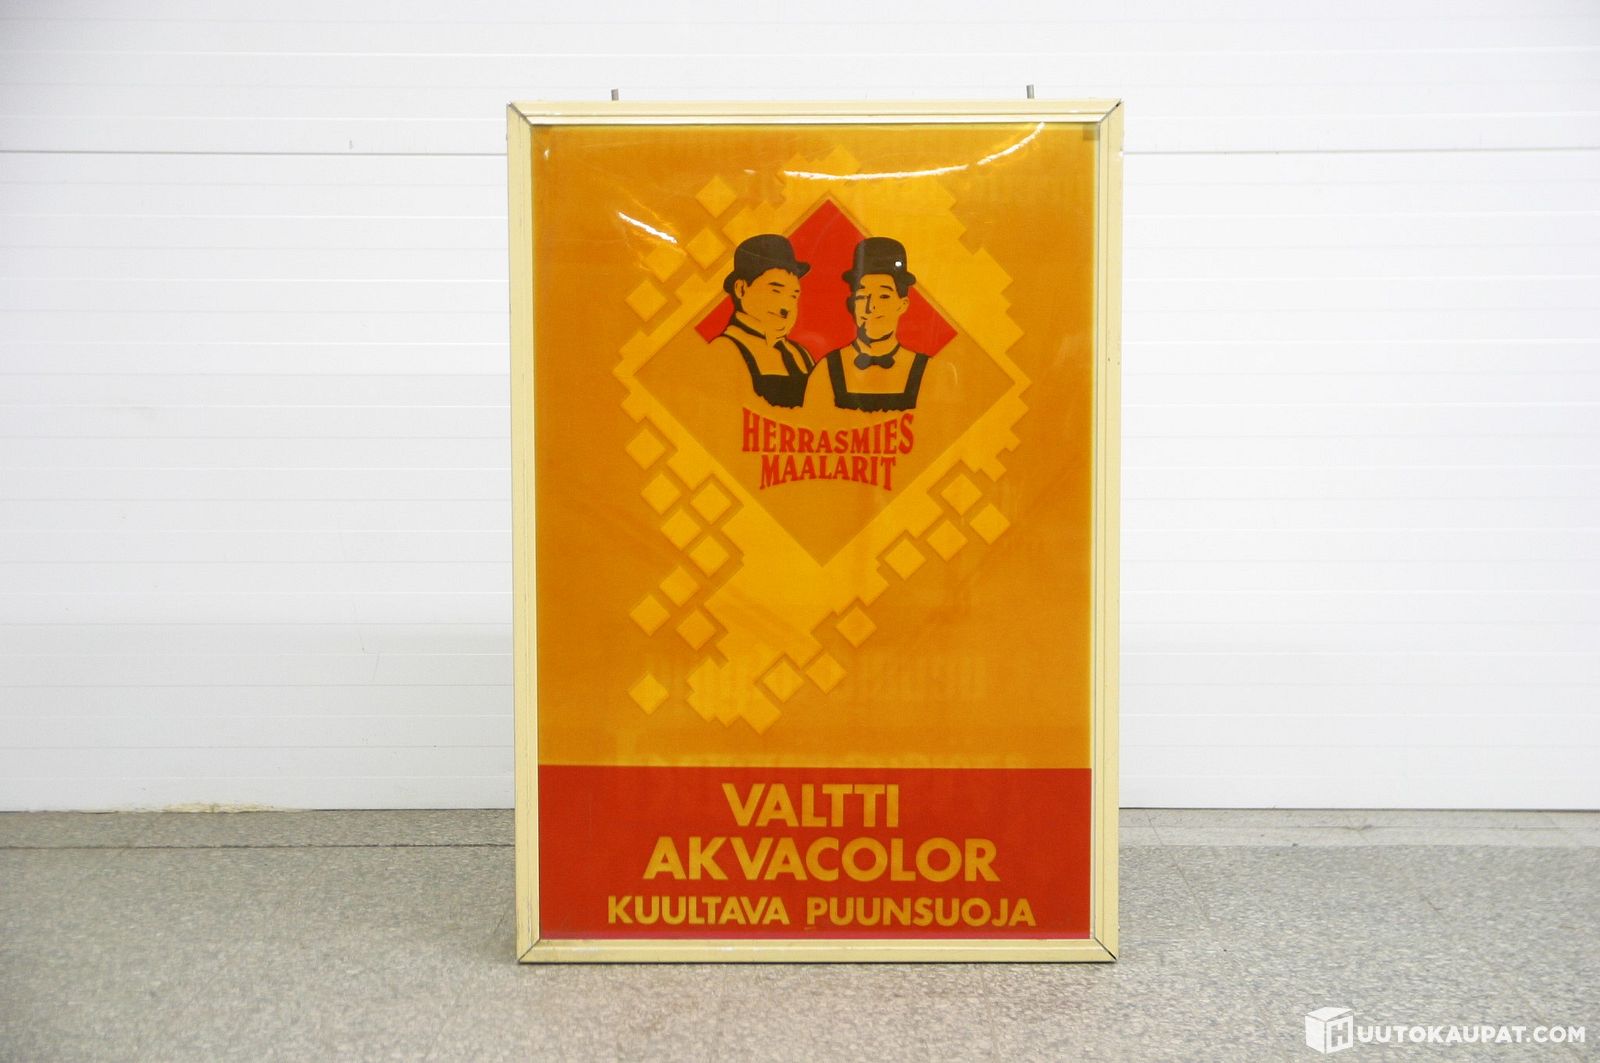 HERRASMIES
MAALARIT
VALTTI
AKVACOLOR
KUULTAVA PUUNSUOJA
HUUTOKAUPAT.COM